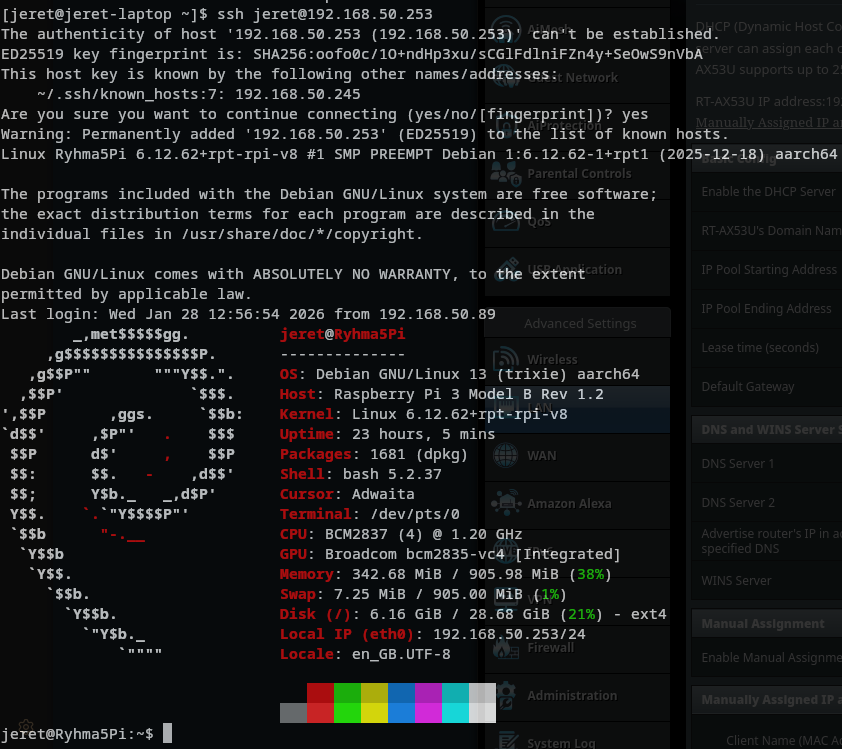 [jeret@jeret-laptop ~]$ ssh jeret@192.168.50.253
The authenticity of host '192.168.50.253 (192.168.50.253)' can't be established.
ED25519 key fingerprint is: SHA256:oofo0c/1O+ndHp3xu/sCGlFdlniFZn4y+SeOwS9nVbA
This host key is known by the following other names/addresses:
    ~/.ssh/known_hosts:7: 192.168.50.245
Are you sure you want to continue connecting (yes/no/[fingerprint])? yes
Warning: Permanently added '192.168.50.253' (ED25519) to the list of known hosts.
Linux Ryhma5Pi 6.12.62+rpt-rpi-v8 #1 SMP PREEMPT Debian 1:6.12.62-1+rpt1 (2025-12-18) aarch64
The programs included with the Debian GNU/Linux system are free software;
the exact distribution terms for each program are described in the
individual files in /usr/share/doc/*/copyright.
Debian GNU/Linux comes with ABSOLUTELY NO WARRANTY, to the extent
permitted by applicable law.
Last login: Wed Jan 28 12:56:54 2026 from 192.168.50.89
jeret@Ryhma5Pi
--------------
OS: Debian GNU/Linux 13 (trixie) aarch64
Host: Raspberry Pi 3 Model B Rev 1.2
Kernel: Linux 6.12.62+rpt-rpi-v8
Uptime: 23 hours, 5 mins
Packages: 1681 (dpkg)
Shell: bash 5.2.37
Cursor: Adwaita
Terminal: /dev/pts/0
CPU: BCM2837 (4) @ 1.20 GHz
GPU: Broadcom bcm2835-vc4 [Integrated]
Memory: 342.68 MiB / 905.98 MiB (38%)
Swap: 7.25 MiB / 905.00 MiB (1%)
Disk (/): 6.16 GiB / 28.68 GiB (21%) - ext4
Local IP (eth0): 192.168.50.253/24
Locale: en_GB.UTF-8
jeret@Ryhma5Pi:~$
AiMesh
Guest Network
AiProtection
Parental Controls
QoS
USB Application
Advanced Settings
Wireless
LAN
WAN
Amazon Alexa
VPN
Firewall
Administration
System Log
DHCP (Dynamic Host Co
server can assign each c
AX53U supports up to 25
RT-AX53U IP address:19
Manually Assigned IP a
Basic Config
Enable the DHCP Server
RT-AX53U's Domain Nam
IP Pool Starting Address
IP Pool Ending Address
Lease time (seconds)
Default Gateway
DNS and WINS Server S
DNS Server 1
DNS Server 2
Advertise router's IP in a
specified DNS
WINS Server
Manual Assignment
Enable Manual Assignme
Manually Assigned IP a
Client Name (MAC A